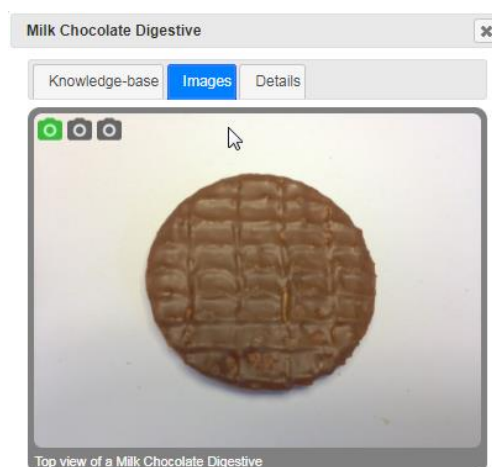 Milk Chocolate Digestive
Knowledge-base Images Details
Top view of a Milk Chocolate Digestive